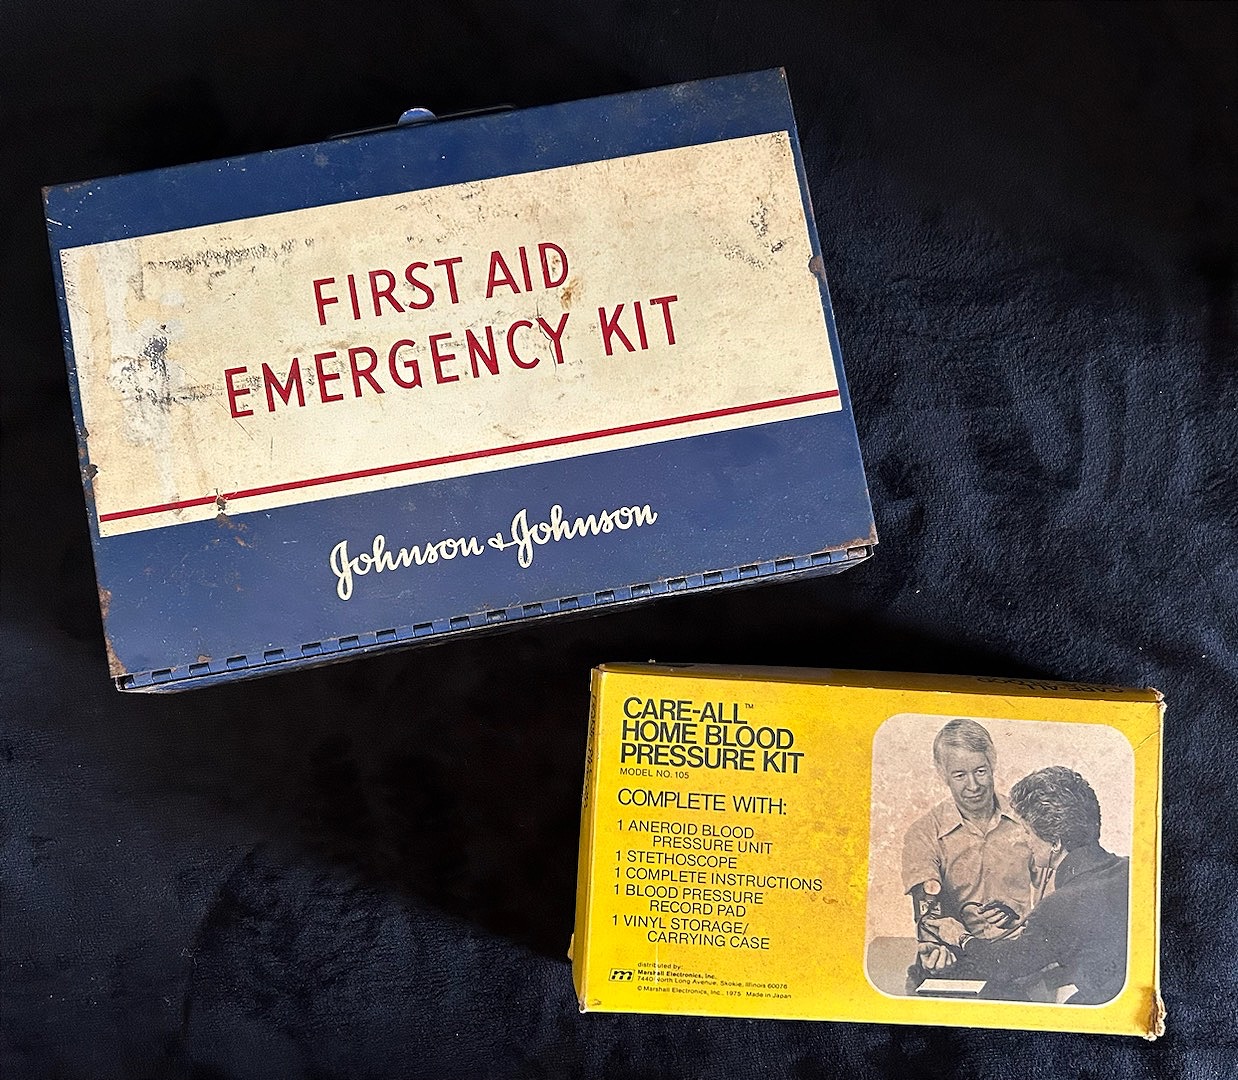 FIRST AID
EMERGENCY KIT
Johnson & Johnson
CARE-ALL™
HOME BLOOD
PRESSURE KIT
MODEL NO. 105
COMPLETE WITH:
1 ANEROID BLOOD
PRESSURE UNIT
1 STETHOSCOPE
1 COMPLETE INSTRUCTIONS
1 BLOOD PRESSURE
RECORD PAD
1 VINYL STORAGE/
CARRYING CASE
m
distributed by:
Marshall Electronics, Inc.
7440 North Long Avenue, Skokie, Illinois 60076
© Marshall Electronics, Inc., 1975 Made in Japan
CARE-ALL